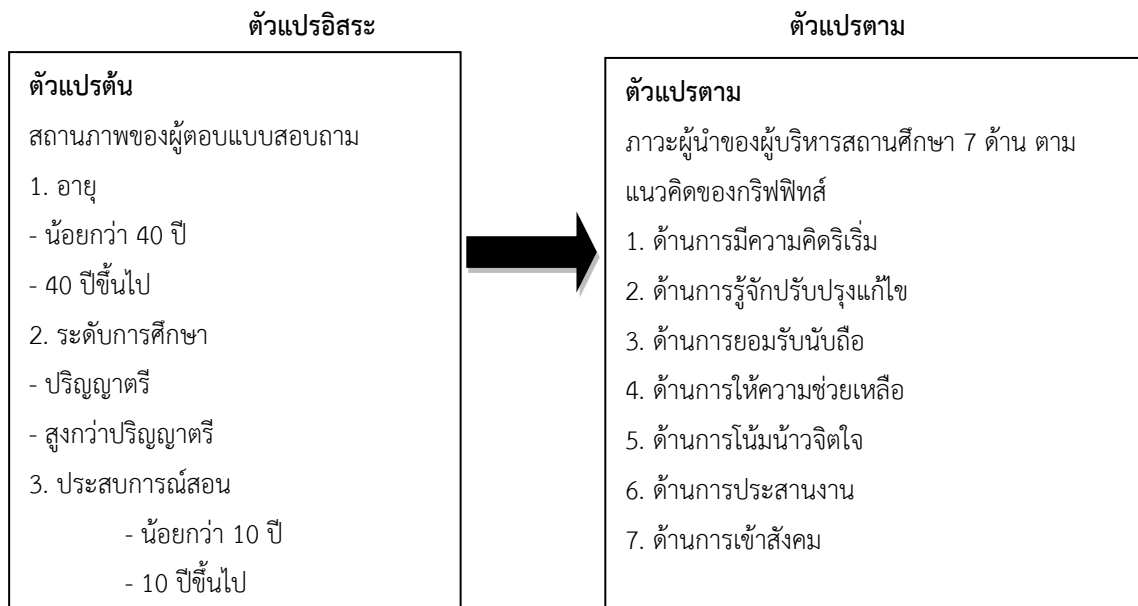 ตัวแปรอิสระ
ตัวแปรต้น
สถานภาพของผู้ตอบแบบสอบถาม
1. อายุ
- น้อยกว่า 40 ปี
- 40 ปีขึ้นไป
2. ระดับการศึกษา
- ปริญญาตรี
- สูงกว่าปริญญาตรี
3. ประสบการณ์สอน
- น้อยกว่า 10 ปี
- 10 ปีขึ้นไป
ตัวแปรตาม
ตัวแปรตาม
ภาวะผู้นำของผู้บริหารสถานศึกษา 7 ด้าน ตาม
แนวคิดของกริฟฟิทส์
1. ด้านการมีความคิดริเริ่ม
2. ด้านการรู้จักปรับปรุงแก้ไข
3. ด้านการยอมรับนับถือ
4. ด้านการให้ความช่วยเหลือ
5. ด้านการโน้มน้าวจิตใจ
6. ด้านการประสานงาน
7. ด้านการเข้าสังคม